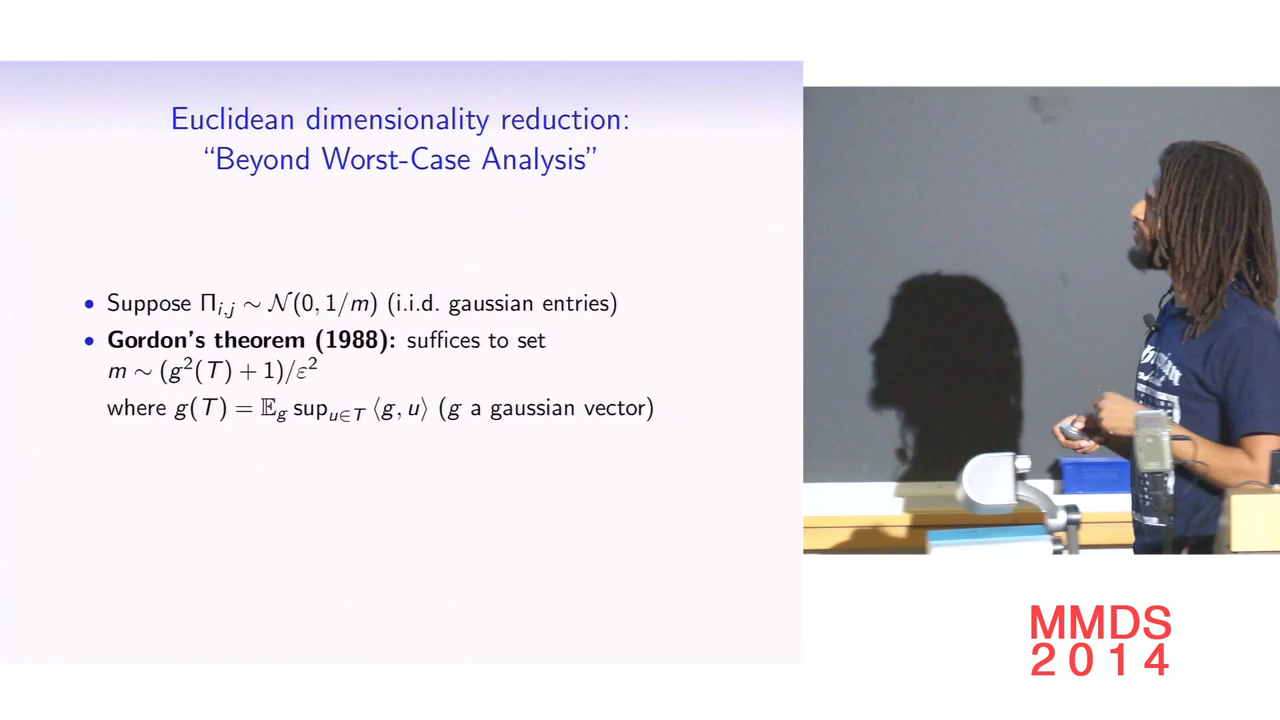 Euclidean dimensionality reduction:
“Beyond Worst-Case Analysis”
• Suppose Π_{i,j} ∼ 𝒩(0, 1/m) (i.i.d. gaussian entries)
• Gordon’s theorem (1988): suffices to set
m ∼ (g²(T) + 1)/ε²
where g(T) = 𝔼_g sup_{u∈T} ⟨g, u⟩ (g a gaussian vector)
MMDS
2014